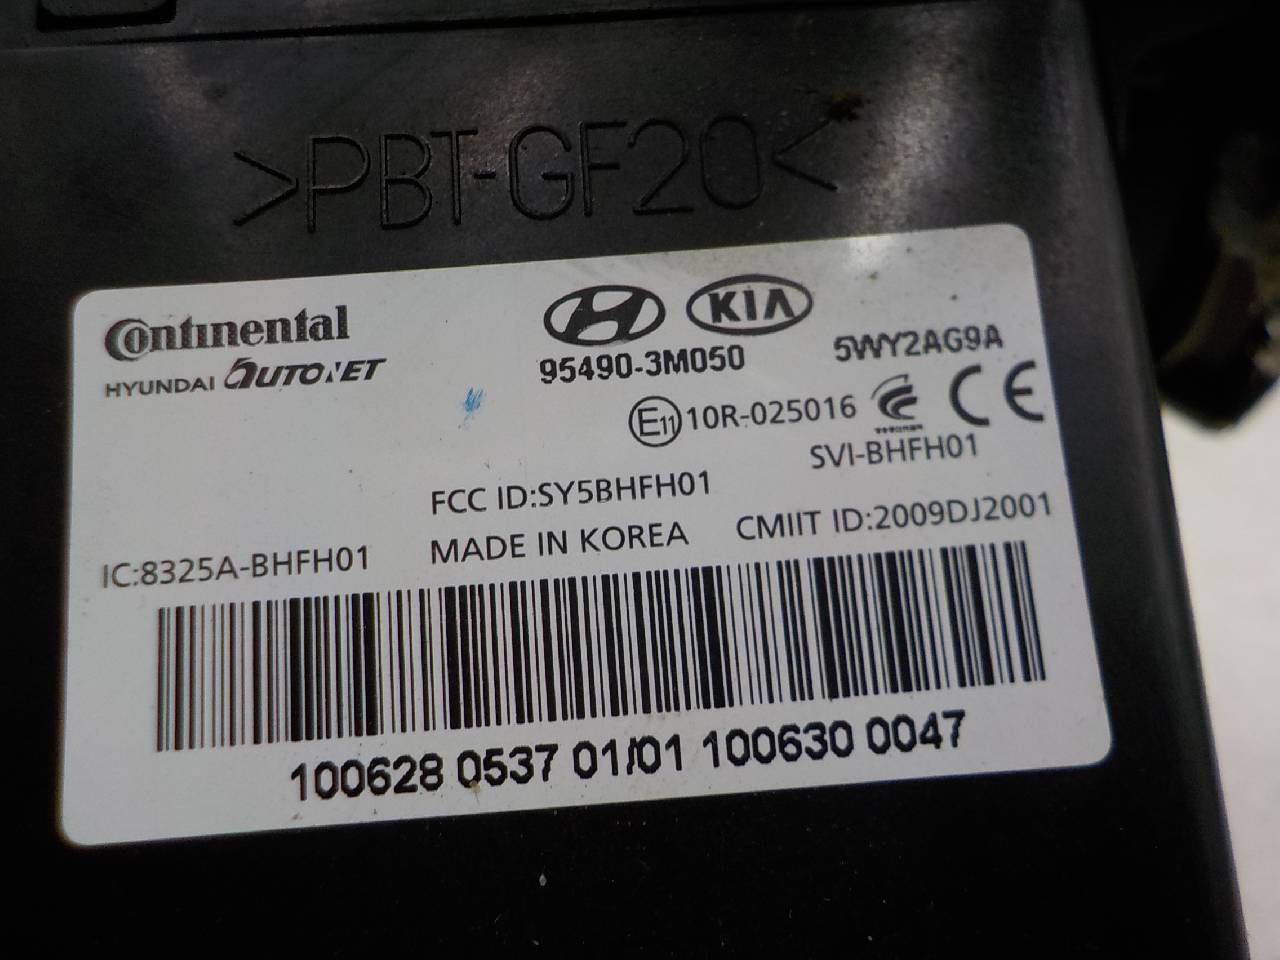 >PBT-GF20<
Continental
HYUNDAI AUTONET
KIA
95490-3M050
5WY2AG9A
E11 10R-025016
CE
SVI-BHFH01
FCC ID:SY5BHFH01
IC:8325A-BHFH01
MADE IN KOREA
CMIIT ID:2009DJ2001
100628 0537 01/01 100630 0047